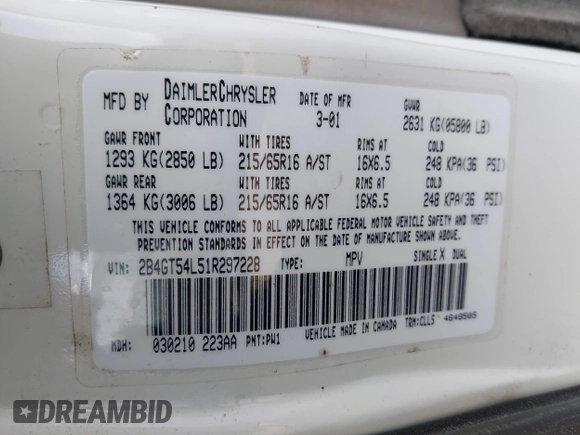 MFD BY DAIMLERCHRYSLER CORPORATION DATE OF MFR 3-01 GVWR 2631 KG(05800 LB)
GAWR FRONT WITH TIRES RIMS AT COLD
1293 KG(2850 LB) 215/65R16 A/ST 16X6.5 248 KPA(36 PSI)
GAWR REAR WITH TIRES RIMS AT COLD
1364 KG(3006 LB) 215/65R16 A/ST 16X6.5 248 KPA(36 PSI)
THIS VEHICLE CONFORMS TO ALL APPLICABLE FEDERAL MOTOR VEHICLE SAFETY AND THEFT
PREVENTION STANDARDS IN EFFECT ON THE DATE OF MANUFACTURE SHOWN ABOVE.
VIN: 2B4GT54L51R297228 TYPE: MPV SINGLE X DUAL
MDH: 030210 223AA PNT:PW1 VEHICLE MADE IN CANADA TRM:CLL5 4648505
DREAMBID